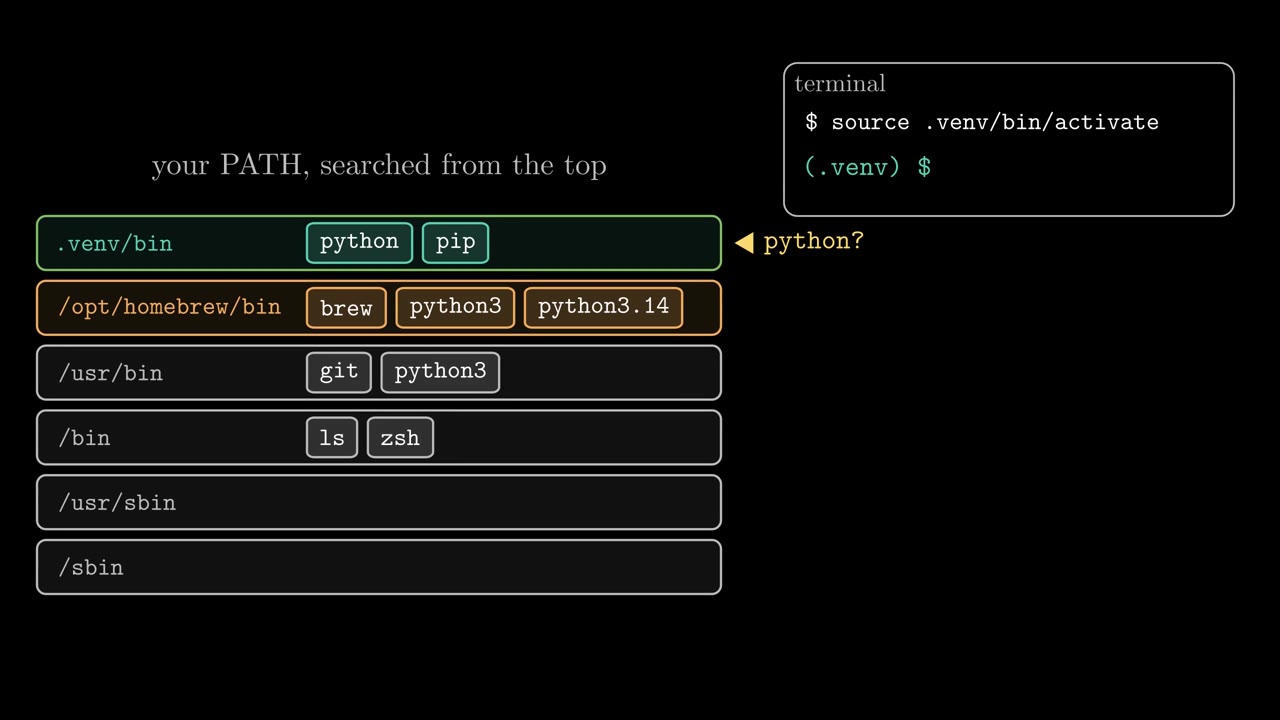 terminal
$ source .venv/bin/activate
(.venv) $
your PATH, searched from the top
.venv/bin python pip
python?
/opt/homebrew/bin brew python3 python3.14
/usr/bin git python3
/bin ls zsh
/usr/sbin
/sbin